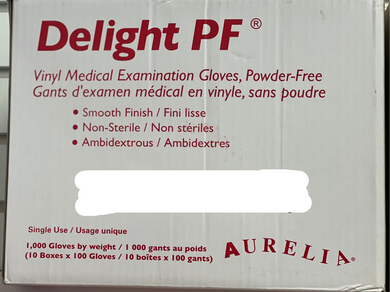 Delight PF ®
Vinyl Medical Examination Gloves, Powder-Free
Gants d'examen médical en vinyle, sans poudre
• Smooth Finish / Fini lisse
• Non-Sterile / Non stériles
• Ambidextrous / Ambidextres
Single Use / Usage unique
1,000 Gloves by weight / 1 000 gants au poids
(10 Boxes x 100 Gloves / 10 boîtes x 100 gants)
AURELIA®